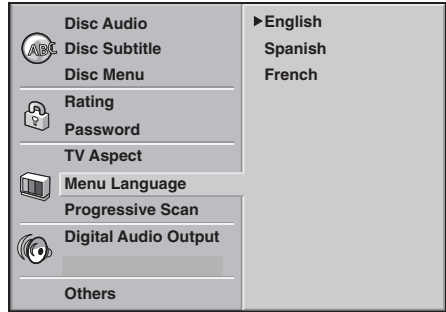 Disc Audio
Disc Subtitle
Disc Menu
Rating
Password
TV Aspect
Menu Language
Progressive Scan
Digital Audio Output
Others
ABC
▶English
Spanish
French